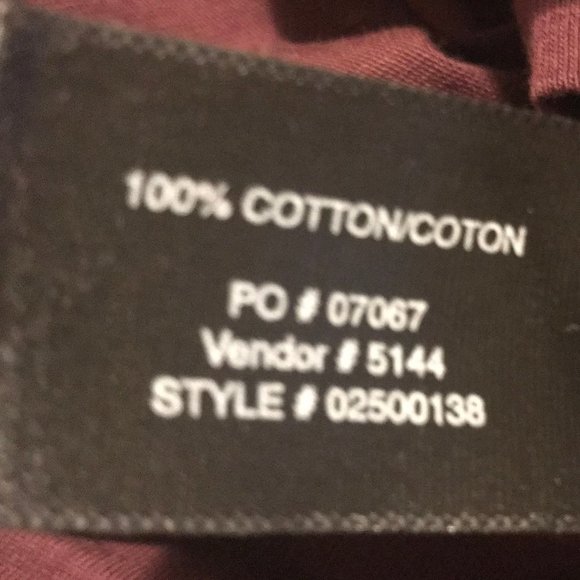 100% COTTON/COTON
PO # 07067
Vendor # 5144
STYLE # 02500138